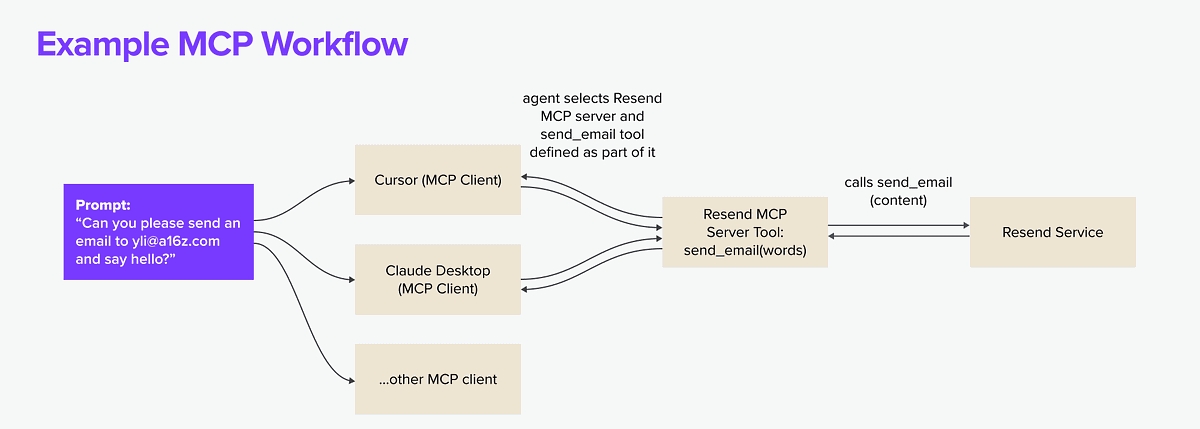 Example MCP Workflow
agent selects Resend
MCP server and
send_email tool
defined as part of it
Prompt:
“Can you please send an
email to yli@a16z.com
and say hello?”
Cursor (MCP Client)
Claude Desktop
(MCP Client)
...other MCP client
Resend MCP
Server Tool:
send_email(words)
calls send_email
(content)
Resend Service